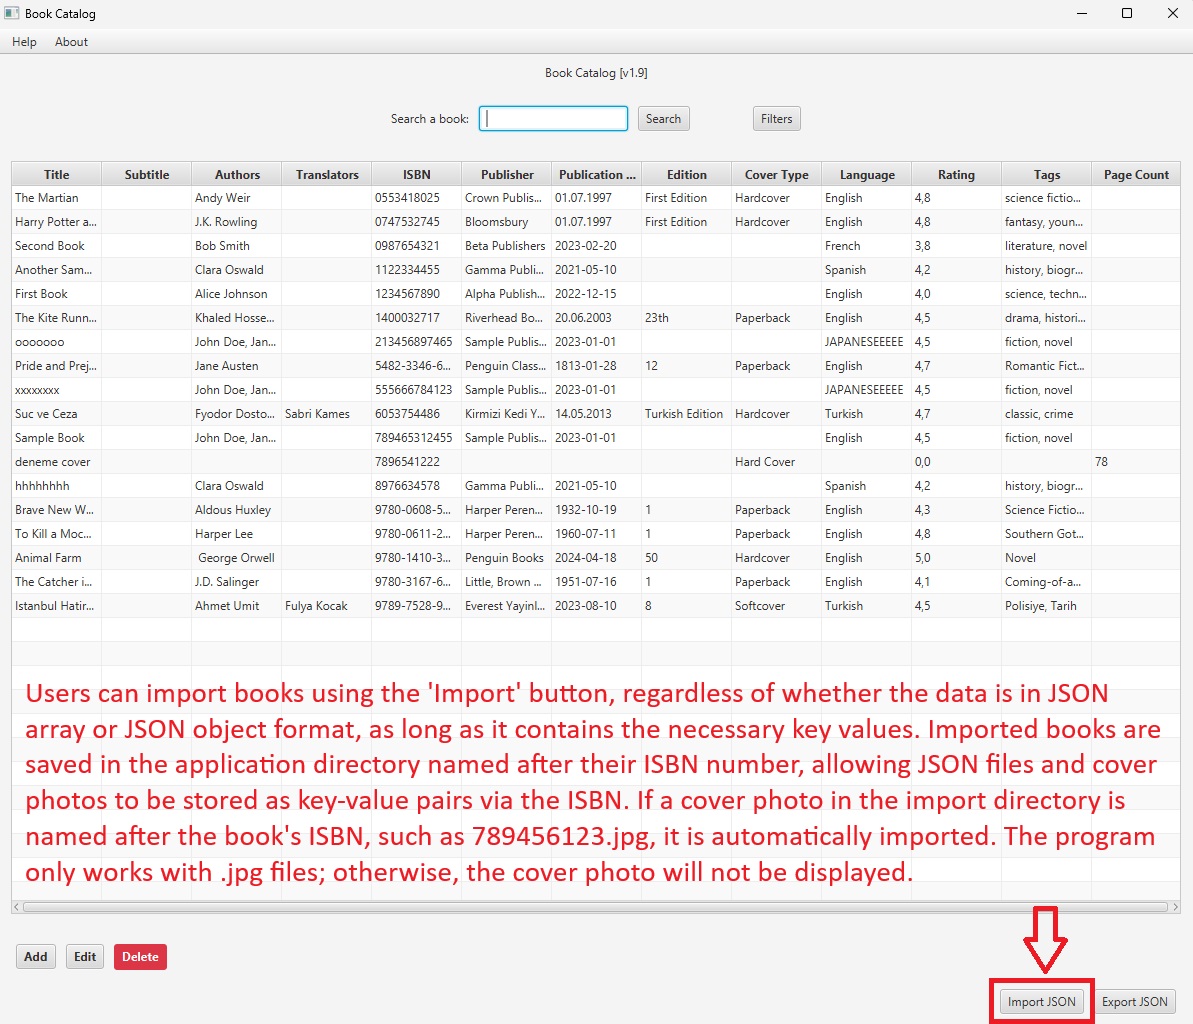 Book Catalog
Help About
Book Catalog [v1.9]
Search a book: Search Filters
Title Subtitle Authors Translators ISBN Publisher Publication ... Edition Cover Type Language Rating Tags Page Count
The Martian Andy Weir 0553418025 Crown Publis... 01.07.1997 First Edition Hardcover English 4,8 science fictio...
Harry Potter a... J.K. Rowling 0747532745 Bloomsbury 01.07.1997 First Edition Hardcover English 4,8 fantasy, youn...
Second Book Bob Smith 0987654321 Beta Publishers 2023-02-20 French 3,8 literature, novel
Another Sam... Clara Oswald 1122334455 Gamma Publi... 2021-05-10 Spanish 4,2 history, biogr...
First Book Alice Johnson 1234567890 Alpha Publish... 2022-12-15 English 4,0 science, techn...
The Kite Runn... Khaled Hosse... 1400032717 Riverhead Bo... 20.06.2003 23th Paperback English 4,5 drama, histori...
ooooooo John Doe, Jan... 213456897465 Sample Publis... 2023-01-01 JAPANESEEEEE 4,5 fiction, novel
Pride and Prej... Jane Austen 5482-3346-6... Penguin Class... 1813-01-28 12 Paperback English 4,7 Romantic Fict...
xxxxxxxx John Doe, Jan... 555666784123 Sample Publis... 2023-01-01 JAPANESEEEEE 4,5 fiction, novel
Suc ve Ceza Fyodor Dosto... Sabri Kames 6053754486 Kirmizi Kedi Y... 14.05.2013 Turkish Edition Hardcover Turkish 4,7 classic, crime
Sample Book John Doe, Jan... 789465312455 Sample Publis... 2023-01-01 English 4,5 fiction, novel
deneme cover 7896541222 Hard Cover 0,0 78
hhhhhhhh Clara Oswald 8976634578 Gamma Publi... 2021-05-10 Spanish 4,2 history, biogr...
Brave New W... Aldous Huxley 9780-0608-5... Harper Peren... 1932-10-19 1 Paperback English 4,3 Science Fictio...
To Kill a Moc... Harper Lee 9780-0611-2... Harper Peren... 1960-07-11 1 Paperback English 4,8 Southern Got...
Animal Farm George Orwell 9780-1410-3... Penguin Books 2024-04-18 50 Hardcover English 5,0 Novel
The Catcher i... J.D. Salinger 9780-3167-6... Little, Brown ... 1951-07-16 1 Paperback English 4,1 Coming-of-a...
Istanbul Hatir... Ahmet Umit Fulya Kocak 9789-7528-9... Everest Yayinl... 2023-08-10 8 Softcover Turkish 4,5 Polisiye, Tarih
Users can import books using the 'Import' button, regardless of whether the data is in JSON
array or JSON object format, as long as it contains the necessary key values. Imported books are
saved in the application directory named after their ISBN number, allowing JSON files and cover
photos to be stored as key-value pairs via the ISBN. If a cover photo in the import directory is
named after the book's ISBN, such as 789456123.jpg, it is automatically imported. The program
only works with .jpg files; otherwise, the cover photo will not be displayed.
Add Edit Delete
Import JSON Export JSON